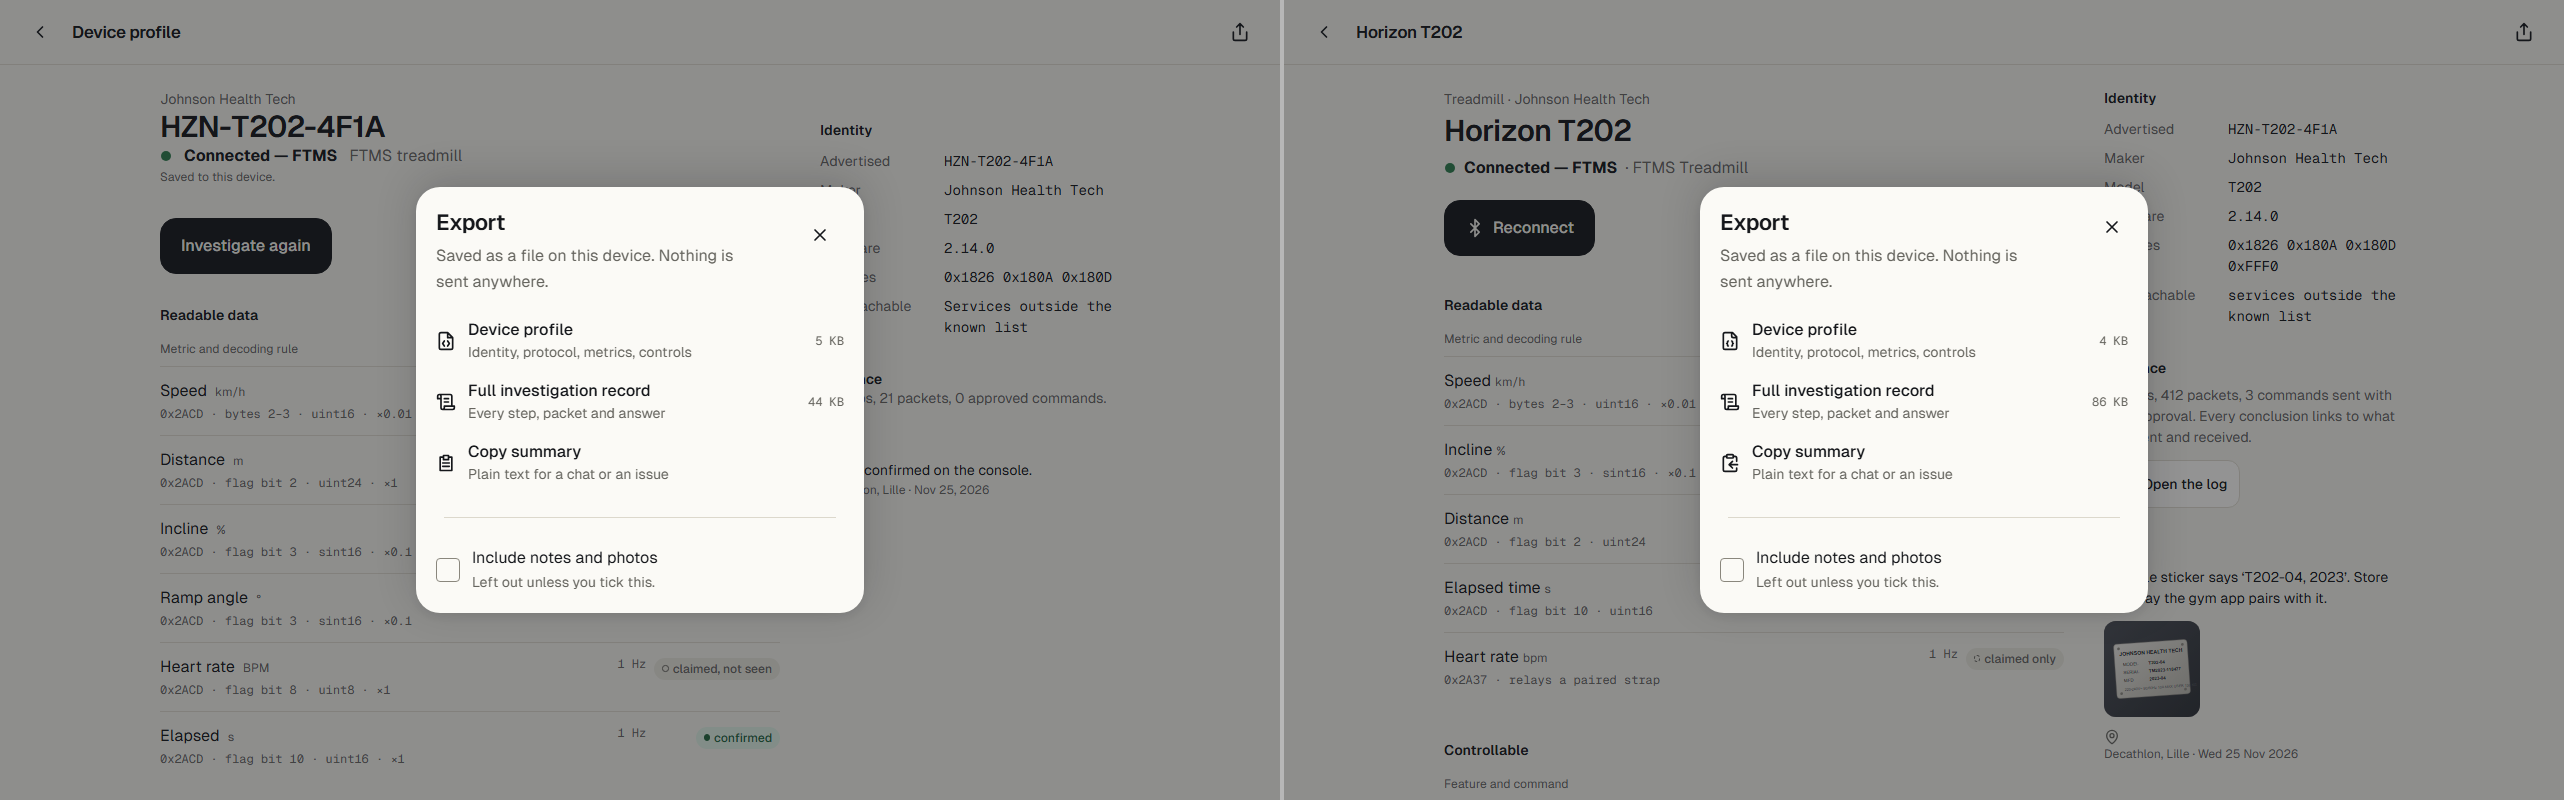 Device profile
Johnson Health Tech
HZN-T202-4F1A
Connected — FTMS FTMS treadmill
Saved to this device.
Investigate again
Readable data
Metric and decoding rule
Speed km/h
0x2ACD · bytes 2–3 · uint16 · ×0.01
Distance m
0x2ACD · flag bit 2 · uint24 · ×1
Incline %
0x2ACD · flag bit 3 · sint16 · ×0.1
Ramp angle °
0x2ACD · flag bit 3 · sint16 · ×0.1
Heart rate BPM
1 Hz claimed, not seen
0x2ACD · flag bit 8 · uint8 · ×1
Elapsed s
1 Hz confirmed
0x2ACD · flag bit 10 · uint16 · ×1
Identity
Advertised HZN-T202-4F1A
Johnson Health Tech
T202
2.14.0
0x1826 0x180A 0x180D
Services outside the
known list
21 packets, 0 approved commands.
confirmed on the console.
Lille · Nov 25, 2026
Export
Saved as a file on this device. Nothing is
sent anywhere.
Device profile
Identity, protocol, metrics, controls
5 KB
Full investigation record
Every step, packet and answer
44 KB
Copy summary
Plain text for a chat or an issue
Include notes and photos
Left out unless you tick this.
Horizon T202
Treadmill · Johnson Health Tech
Horizon T202
Connected — FTMS · FTMS Treadmill
Reconnect
Readable data
Metric and decoding rule
Speed km/h
0x2ACD · bytes 2–3 · uint16 · ×0.01
Incline %
0x2ACD · flag bit 3 · sint16 · ×0.1
Distance m
0x2ACD · flag bit 2 · uint24
Elapsed time s
0x2ACD · flag bit 10 · uint16
Heart rate bpm
1 Hz claimed only
0x2A37 · relays a paired strap
Controllable
Feature and command
Identity
Advertised HZN-T202-4F1A
Maker Johnson Health Tech
T202
2.14.0
0x1826 0x180A 0x180D
0xFFF0
services outside the
known list
412 packets, 3 commands sent with
Every conclusion links to what
and received.
Open the log
sticker says ‘T202-04, 2023’. Store
the gym app pairs with it.
JOHNSON HEALTH TECH
Decathlon, Lille · Wed 25 Nov 2026
Export
Saved as a file on this device. Nothing is
sent anywhere.
Device profile
Identity, protocol, metrics, controls
4 KB
Full investigation record
Every step, packet and answer
86 KB
Copy summary
Plain text for a chat or an issue
Include notes and photos
Left out unless you tick this.